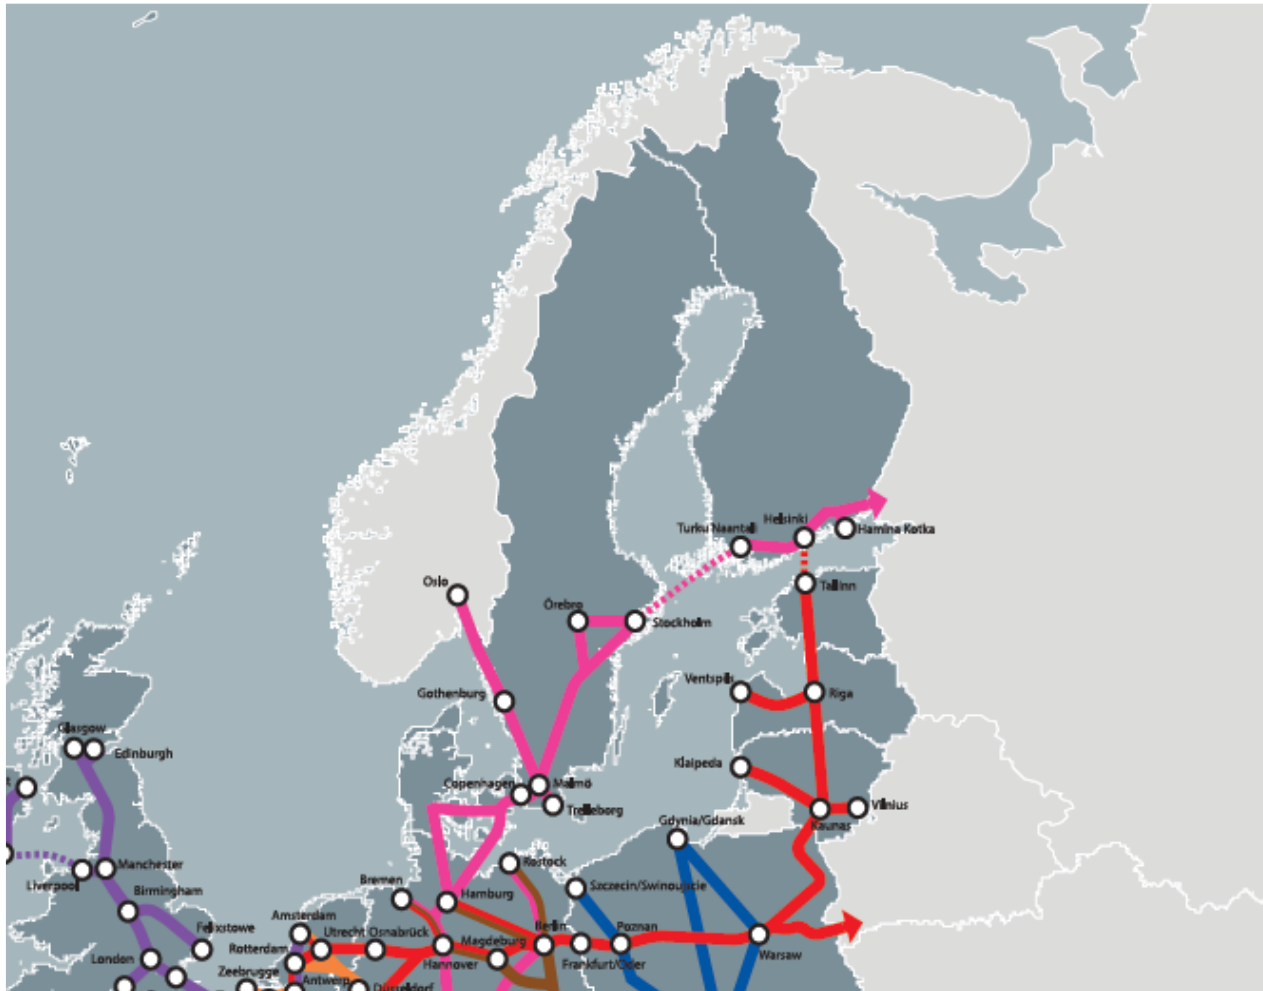 Turku Naantali
Helsinki
Hamina Kotka
Tallinn
Oslo
Örebro
Stockholm
Ventspils
Riga
Gothenburg
Glasgow
Edinburgh
Klaipeda
Copenhagen
Malmö
Trelleborg
Vilnius
Kaunas
Gdynia/Gdansk
Manchester
Liverpool
Birmingham
Rostock
Bremen
Hamburg
Szczecin/Swinoujscie
Felixstowe
Amsterdam
Utrecht
Osnabrück
Berlin
Poznan
Rotterdam
Magdeburg
Warsaw
London
Hannover
Frankfurt/Oder
Zeebrugge
Antwerp
Düsseldorf